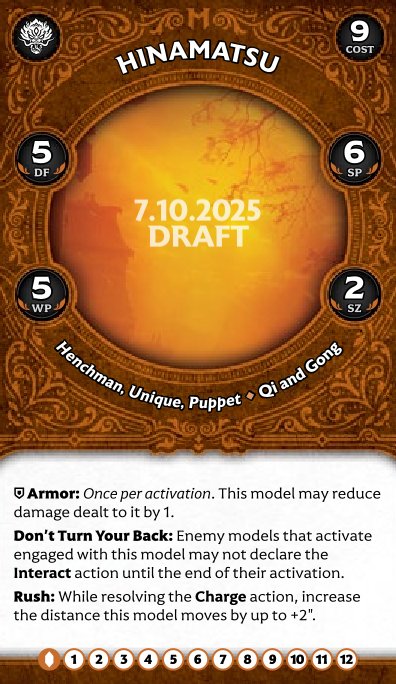 HINAMATSU
9
COST
5
DF
6
SP
7.10.2025
DRAFT
5
WP
2
SZ
Henchman, Unique, Puppet ◆ Qi and Gong
Armor: Once per activation. This model may reduce
damage dealt to it by 1.
Don't Turn Your Back: Enemy models that activate
engaged with this model may not declare the
Interact action until the end of their activation.
Rush: While resolving the Charge action, increase
the distance this model moves by up to +2".
1 2 3 4 5 6 7 8 9 10 11 12